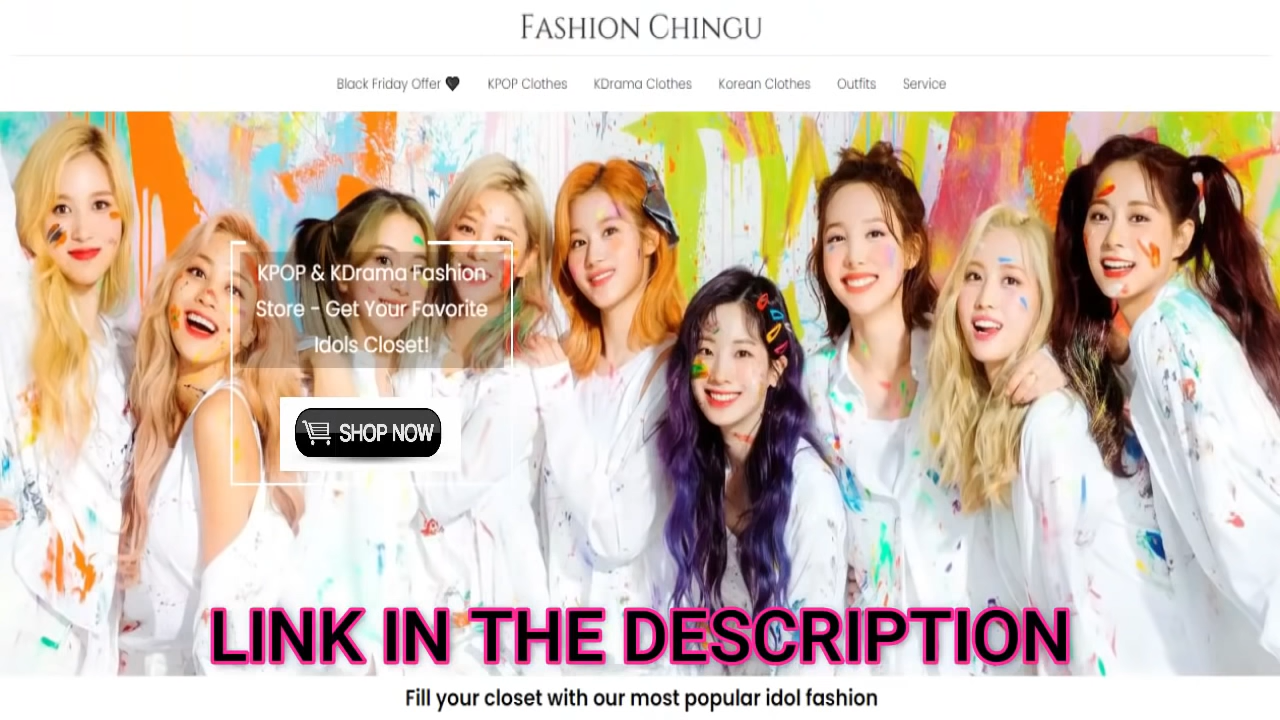 FASHION CHINGU
Black Friday Offer 🖤 KPOP Clothes KDrama Clothes Korean Clothes Outfits Service
KPOP & KDrama Fashion
Store - Get Your Favorite
Idols Closet!
SHOP NOW
LINK IN THE DESCRIPTION
Fill your closet with our most popular idol fashion